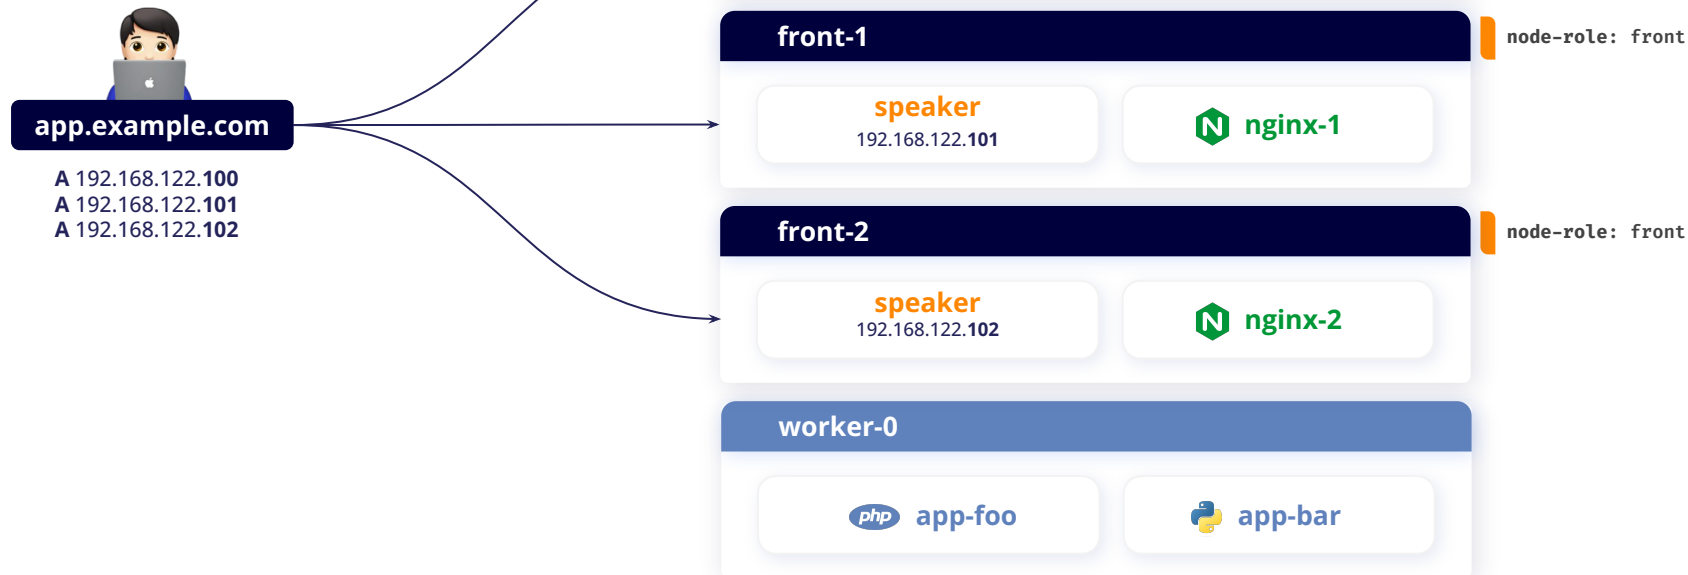 app.example.com
A 192.168.122.100
A 192.168.122.101
A 192.168.122.102
front-1
node-role: front
speaker
192.168.122.101
nginx-1
front-2
node-role: front
speaker
192.168.122.102
nginx-2
worker-0
php app-foo
app-bar